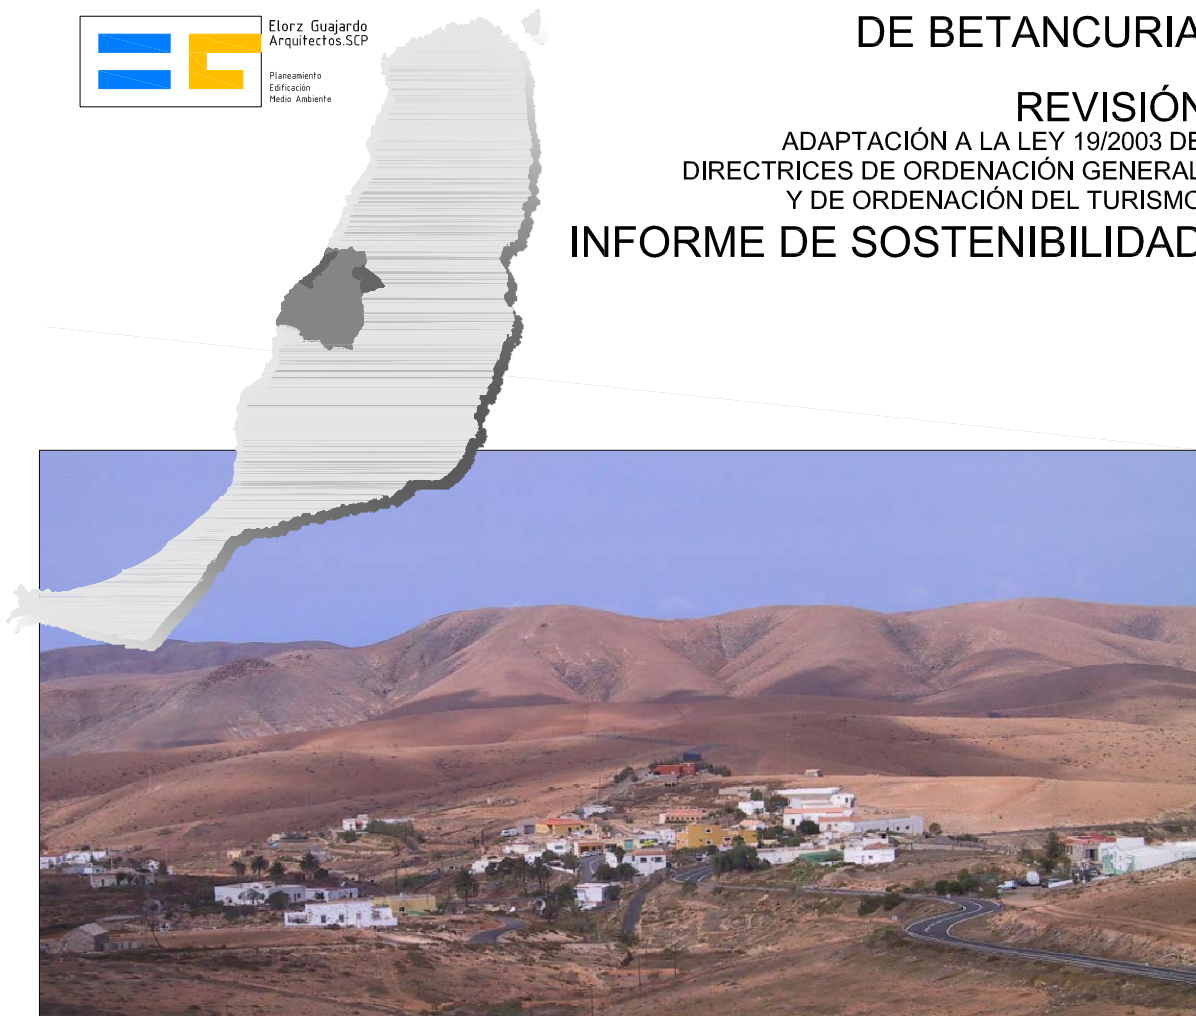 Elorz Guajardo
Arquitectos.SCP
Planeamiento
Edificación
Medio Ambiente
DE BETANCURIA
REVISIÓN
ADAPTACIÓN A LA LEY 19/2003 DE
DIRECTRICES DE ORDENACIÓN GENERAL
Y DE ORDENACIÓN DEL TURISMO
INFORME DE SOSTENIBILIDAD